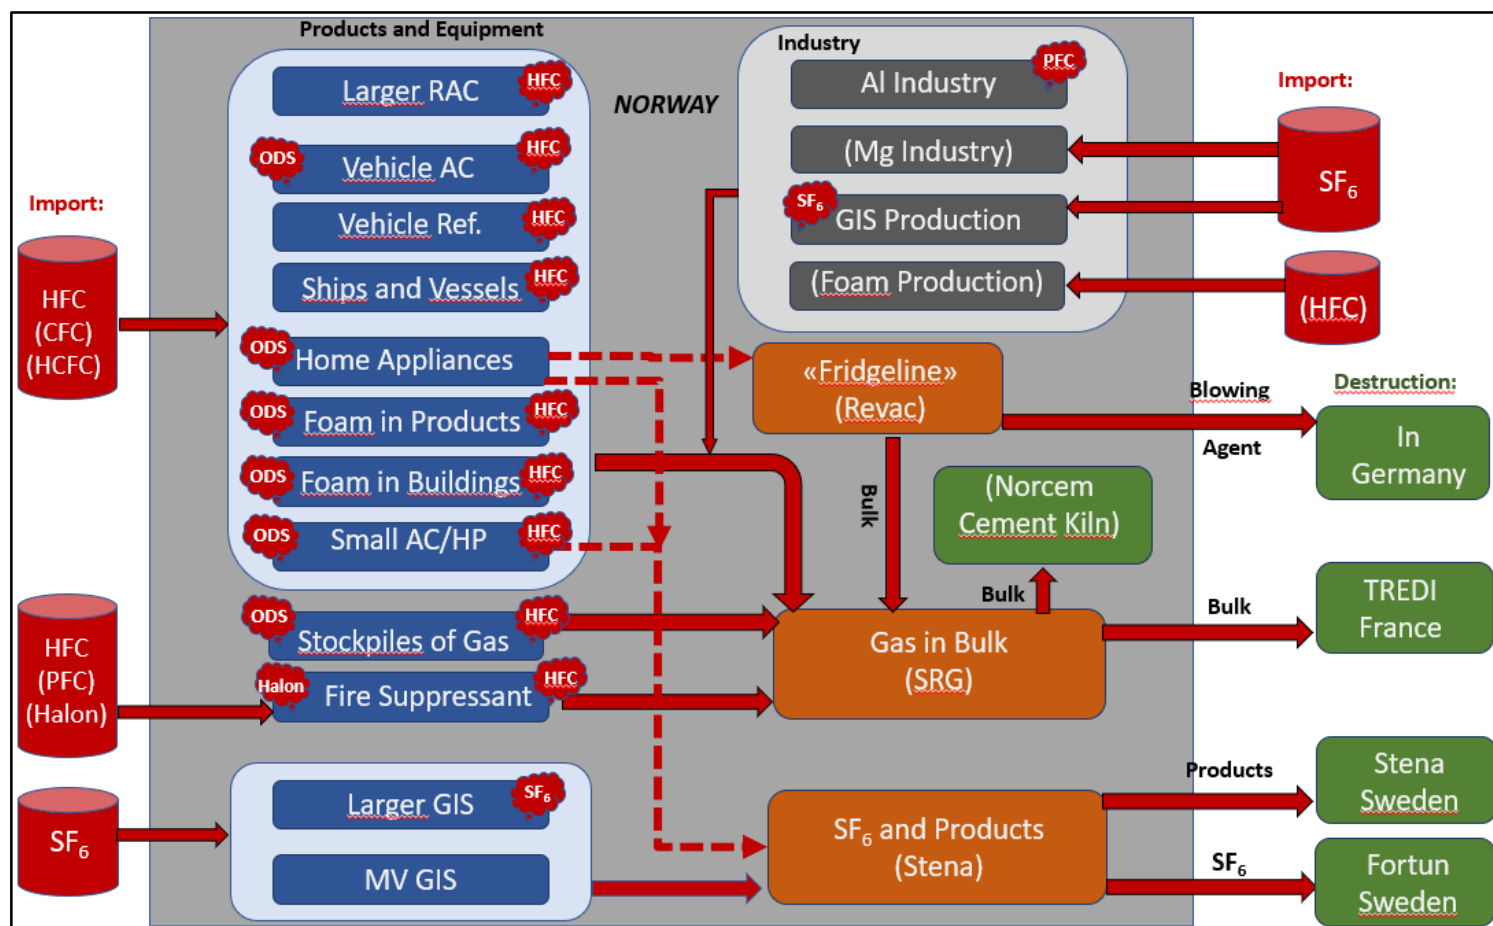 Products and Equipment
Industry
NORWAY
Import:
HFC
(CFC)
(HCFC)
HFC
(PFC)
(Halon)
SF₆
Larger RAC
HFC
ODS
Vehicle AC
HFC
Vehicle Ref.
HFC
Ships and Vessels
HFC
ODS
Home Appliances
ODS
Foam in Products
HFC
ODS
Foam in Buildings
HFC
ODS
Small AC/HP
HFC
ODS
Stockpiles of Gas
HFC
Halon
Fire Suppressant
HFC
Larger GIS
SF₆
MV GIS
Al Industry
PFC
(Mg Industry)
SF₆
GIS Production
(Foam Production)
Import:
SF₆
(HFC)
«Fridgeline»
(Revac)
Bulk
(Norcem
Cement Kiln)
Bulk
Gas in Bulk
(SRG)
SF₆ and Products
(Stena)
Blowing
Agent
Bulk
Products
SF₆
Destruction:
In
Germany
TREDI
France
Stena
Sweden
Fortun
Sweden